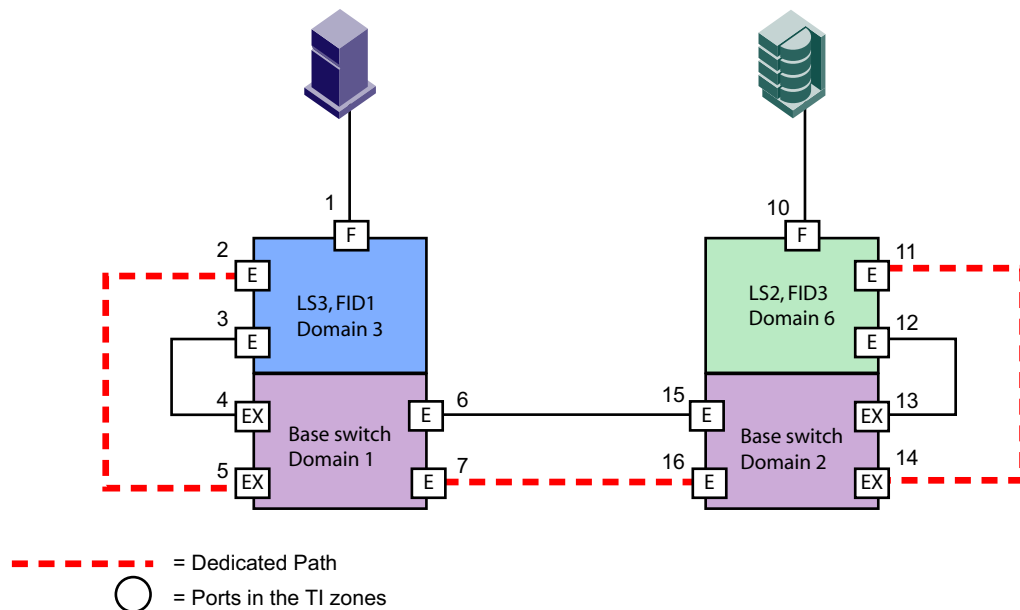 1
10
F
F
2
11
E
E
LS3, FID1
Domain 3
LS2, FID3
Domain 6
3
12
E
E
4
6
15
13
EX
E
E
EX
Base switch
Domain 1
Base switch
Domain 2
5
7
16
14
EX
E
E
EX
= Dedicated Path
= Ports in the TI zones